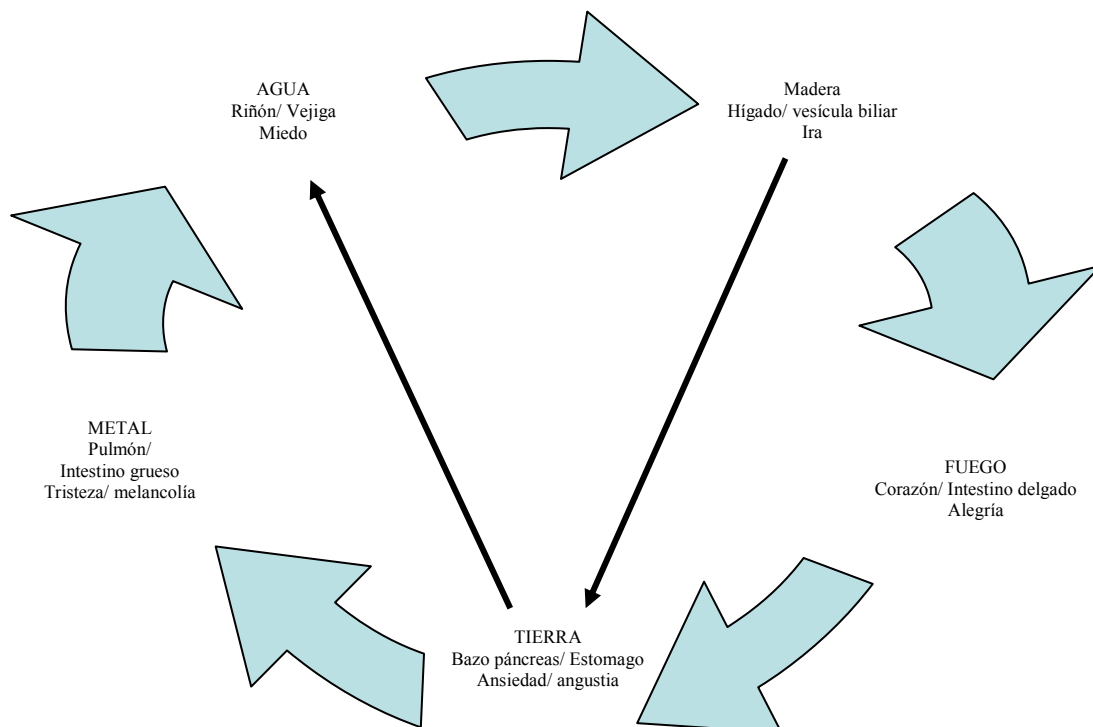 AGUA
Riñón/ Vejiga
Miedo
Madera
Hígado/ vesícula biliar
Ira
METAL
Pulmón/
Intestino grueso
Tristeza/ melancolía
FUEGO
Corazón/ Intestino delgado
Alegría
TIERRA
Bazo páncreas/ Estomago
Ansiedad/ angustia